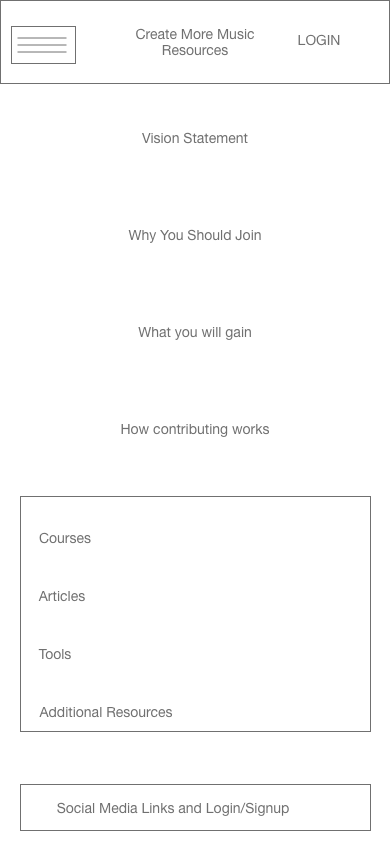 Create More Music
Resources
LOGIN
Vision Statement
Why You Should Join
What you will gain
How contributing works
Courses
Articles
Tools
Additional Resources
Social Media Links and Login/Signup